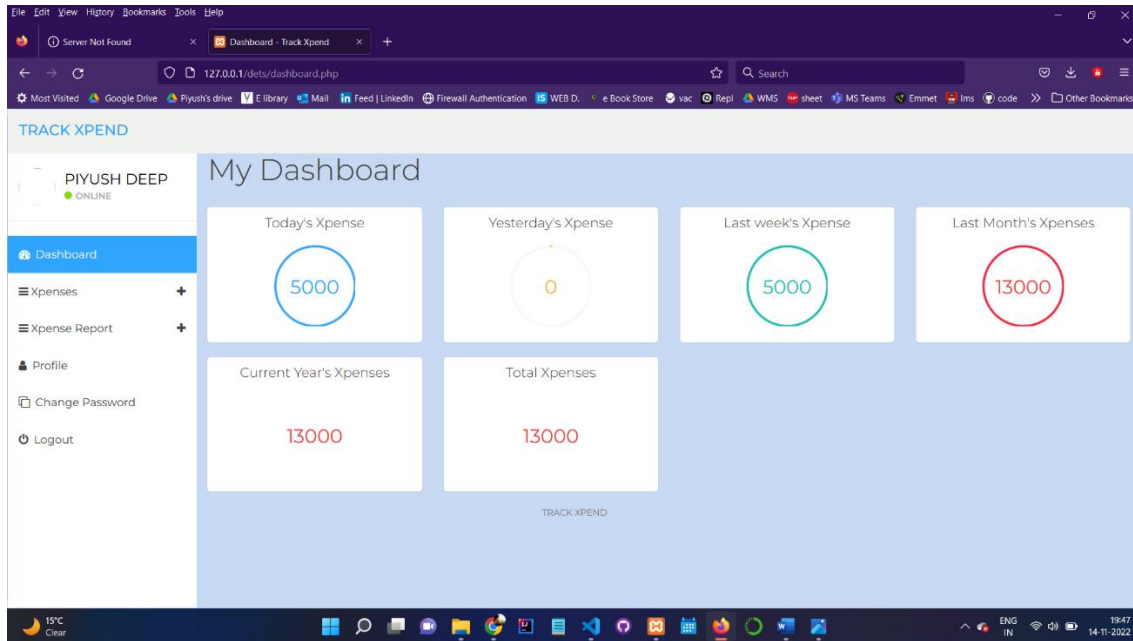 File Edit View History Bookmarks Tools Help
Server Not Found × Dashboard - Track Xpend × +
127.0.0.1/dets/dashboard.php Search
Most Visited Google Drive Piyush's drive E library Mail Feed | LinkedIn Firewall Authentication WEB D. e Book Store vac Repl WMS sheet MS Teams Emmet lms code Other Bookmarks
TRACK XPEND
PIYUSH DEEP
ONLINE
Dashboard
Xpenses +
Xpense Report +
Profile
Change Password
Logout
My Dashboard
Today's Xpense
5000
Yesterday's Xpense
0
Last week's Xpense
5000
Last Month's Xpenses
13000
Current Year's Xpenses
13000
Total Xpenses
13000
TRACK XPEND
15°C
Clear
ENG
IN
19:47
14-11-2022